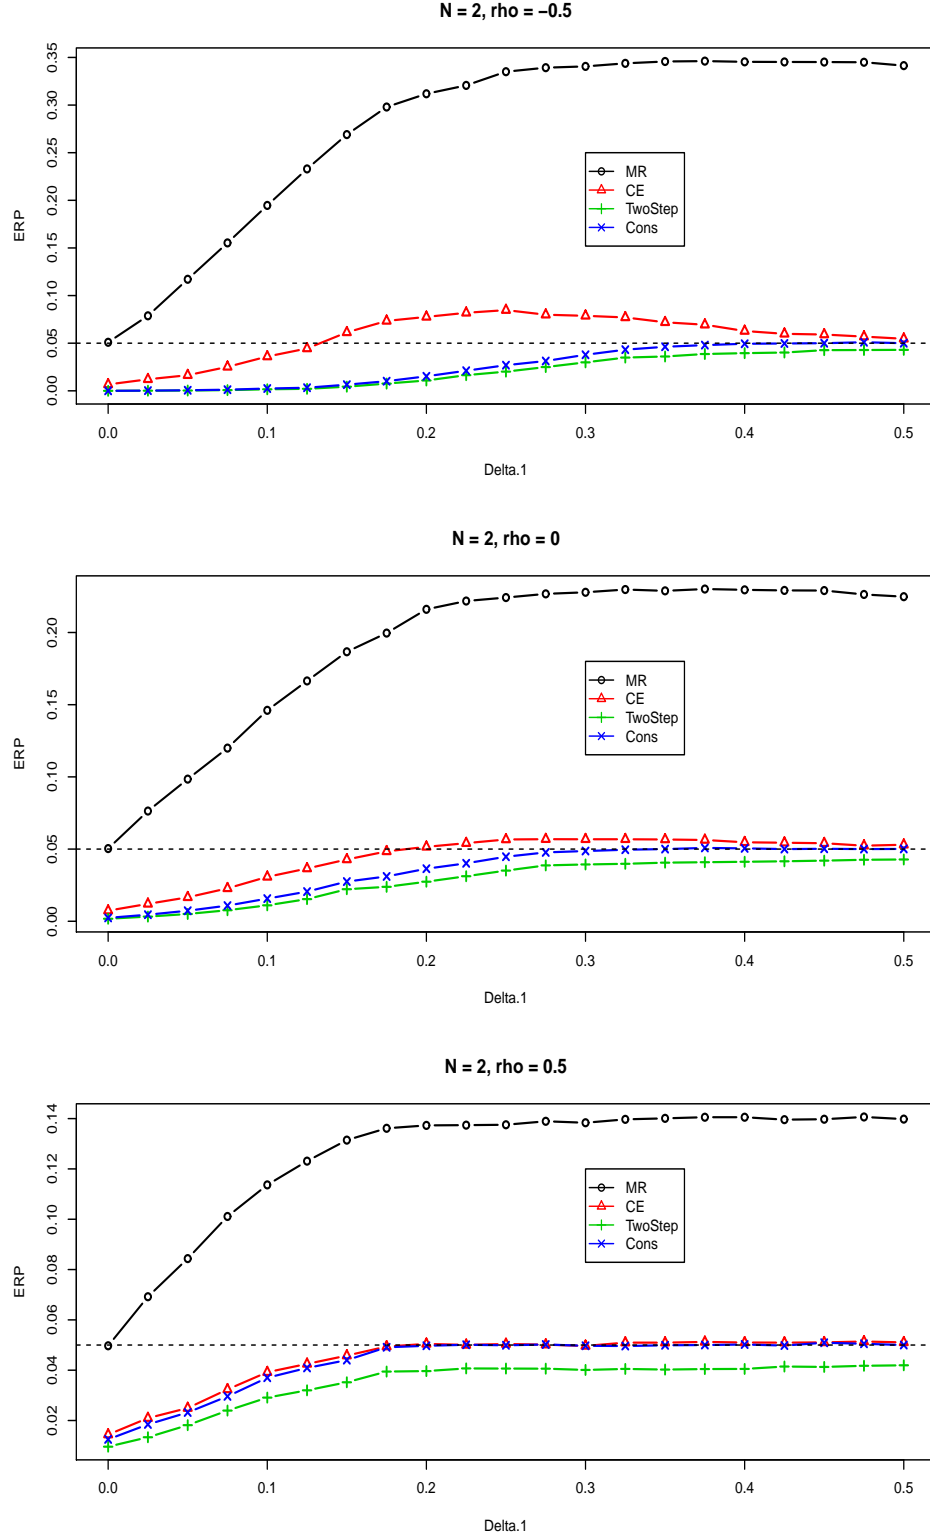 N = 2, rho = −0.5
ERP
0.35
0.30
0.25
0.20
0.15
0.10
0.05
0.00
MR
CE
TwoStep
Cons
0.0 0.1 0.2 0.3 0.4 0.5
Delta.1
N = 2, rho = 0
ERP
0.20
0.15
0.10
0.05
0.00
MR
CE
TwoStep
Cons
0.0 0.1 0.2 0.3 0.4 0.5
Delta.1
N = 2, rho = 0.5
ERP
0.14
0.12
0.10
0.08
0.06
0.04
0.02
MR
CE
TwoStep
Cons
0.0 0.1 0.2 0.3 0.4 0.5
Delta.1